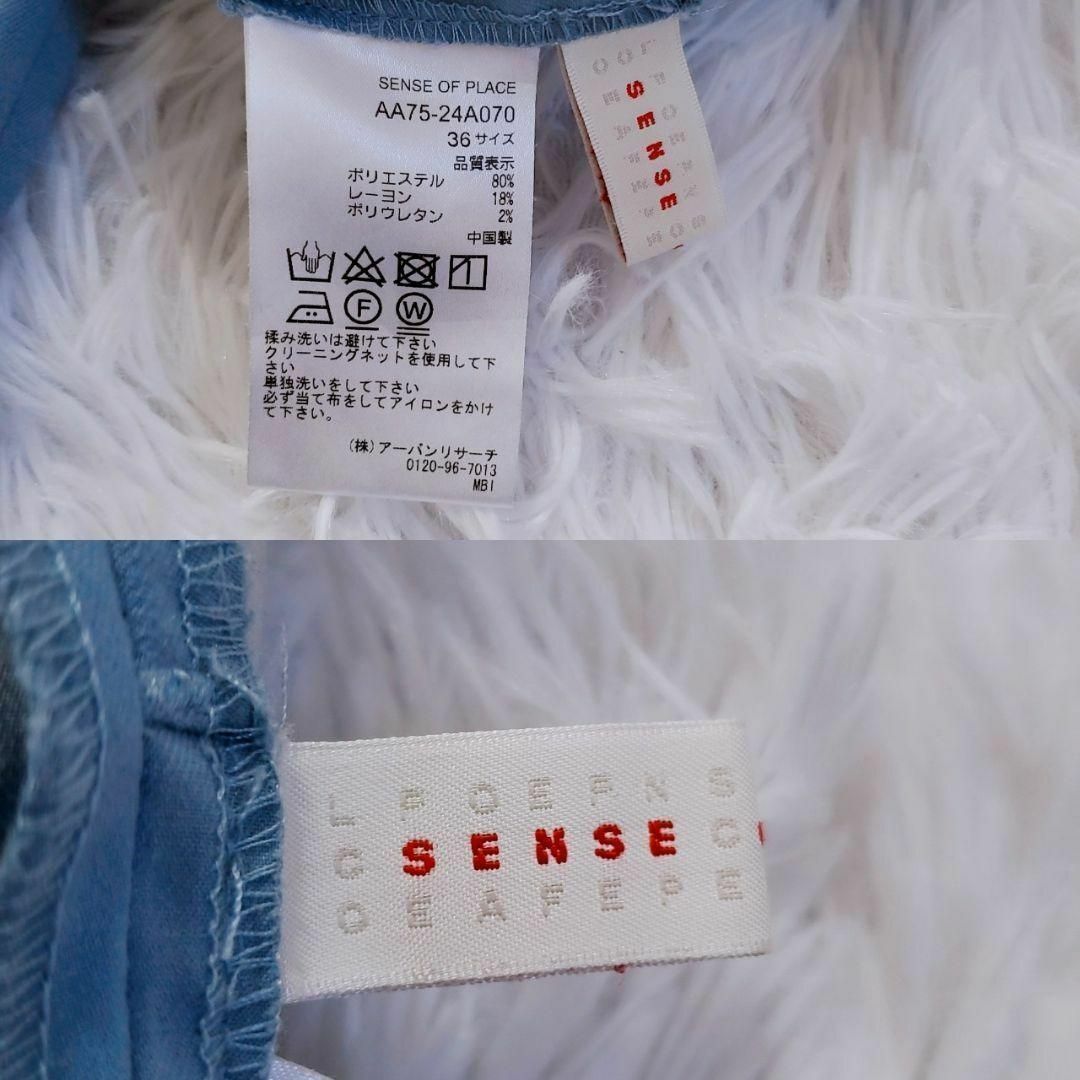 SENSE OF PLACE
AA75-24A070
36サイズ
品質表示
ポリエステル 80%
レーヨン 18%
ポリウレタン 2%
中国製
F W
揉み洗いは避けて下さい
クリーニングネットを使用して下
さい
単独洗いをして下さい
必ず当て布をしてアイロンをかけ
て下さい。
(株)アーバンリサーチ
0120-96-7013
MBI
SENSE
L P O E P N S
C SENSE C
O E A F E P E